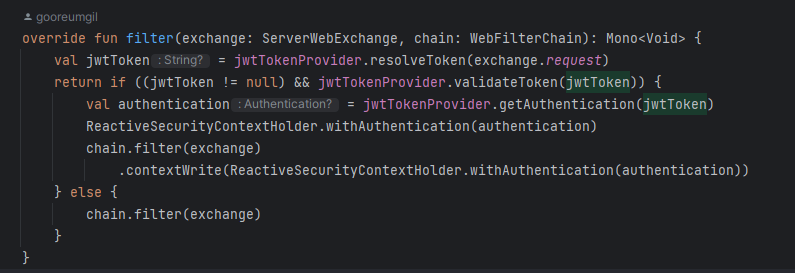 gooreumgil
override fun filter(exchange: ServerWebExchange, chain: WebFilterChain): Mono<Void> {
    val jwtToken : String? = jwtTokenProvider.resolveToken(exchange.request)
    return if ((jwtToken != null) && jwtTokenProvider.validateToken(jwtToken)) {
        val authentication : Authentication? = jwtTokenProvider.getAuthentication(jwtToken)
        ReactiveSecurityContextHolder.withAuthentication(authentication)
        chain.filter(exchange)
            .contextWrite(ReactiveSecurityContextHolder.withAuthentication(authentication))
    } else {
        chain.filter(exchange)
    }
}